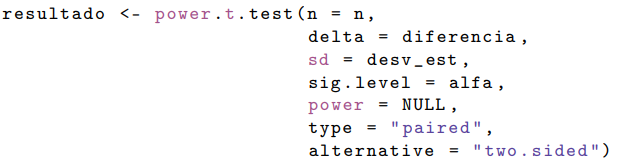 resultado <- power.t.test(n = n,
                          delta = diferencia,
                          sd = desv_est,
                          sig.level = alfa,
                          power = NULL,
                          type = "paired",
                          alternative = "two.sided")